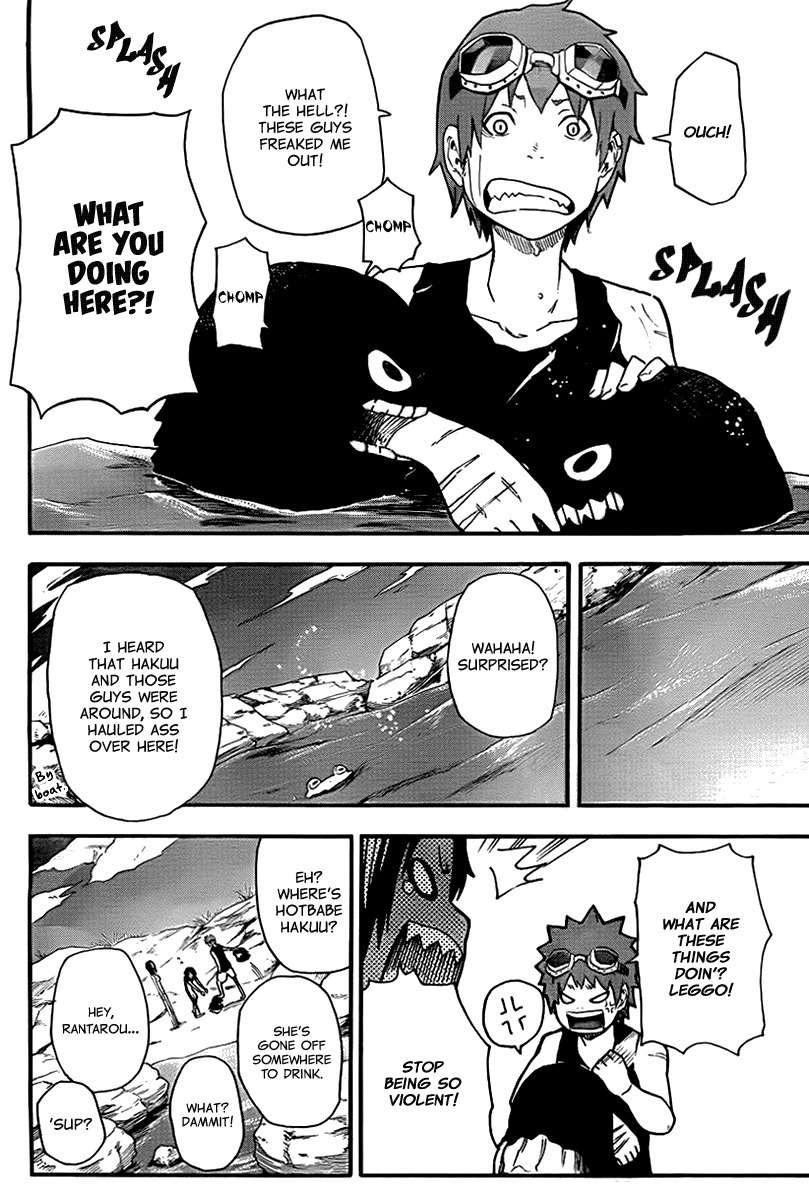 OUCH!
WHAT
THE HELL?!
THESE GUYS
FREAKED ME
OUT!
SPLASH
CHOMP
CHOMP
WHAT
ARE YOU
DOING
HERE?!
SPLASH
WAHAHA!
SURPRISED?
I HEARD
THAT HAKUU
AND THOSE
GUYS WERE
AROUND, SO I
HAULED ASS
OVER HERE!
By
boat.
AND
WHAT ARE
THESE
THINGS
DOIN'?
LEGGO!
STOP
BEING SO
VIOLENT!
EH?
WHERE'S
HOTBABE
HAKUU?
SHE'S
GONE OFF
SOMEWHERE
TO DRINK.
WHAT?
DAMMIT!
HEY,
RANTAROU...
'SUP?